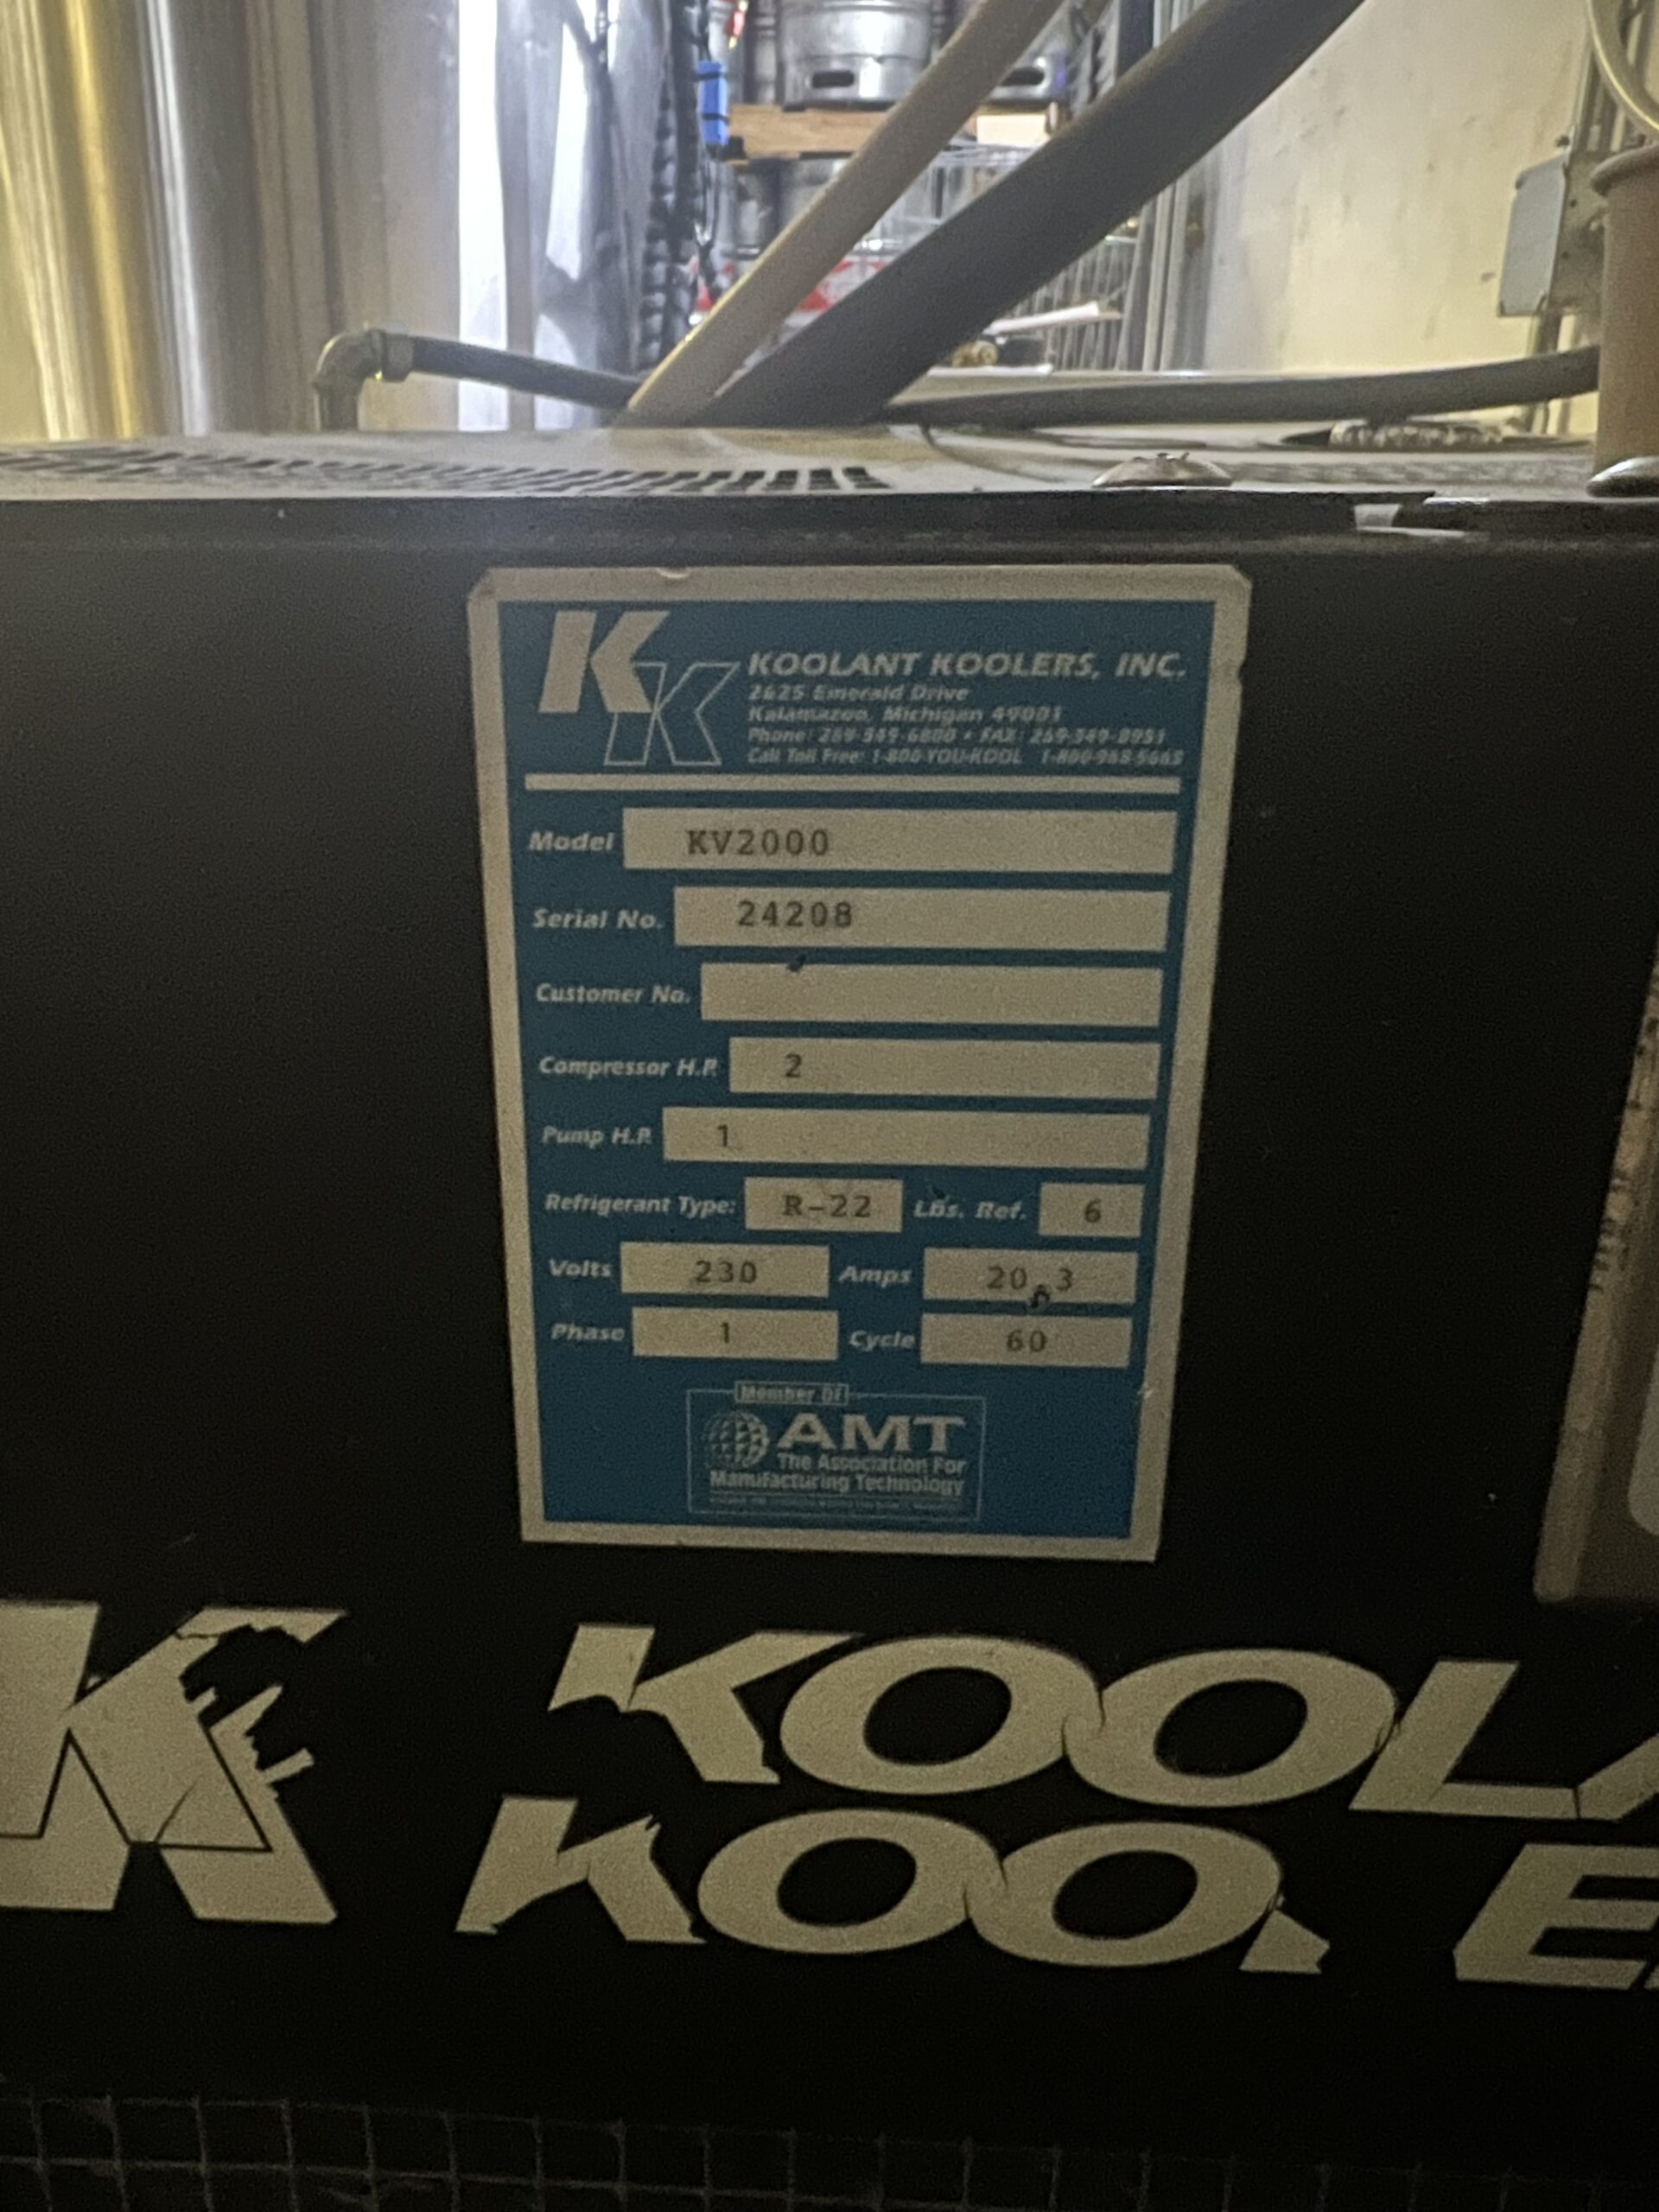 KK
KOOLANT KOOLERS, INC.
2625 Emerald Drive
Kalamazoo, Michigan 49001
Phone: 269-349-6800 • FAX: 269-349-8951
Call Toll Free: 1-800-YOU-KOOL 1-800-968-5665
Model KV2000
Serial No. 24208
Customer No.
Compressor H.P. 2
Pump H.P. 1
Refrigerant Type: R-22 Lbs. Ref. 6
Volts 230 Amps 20.3
Phase 1 Cycle 60
Member Of
AMT
The Association For
Manufacturing Technology
K KOOLA
KOOLE